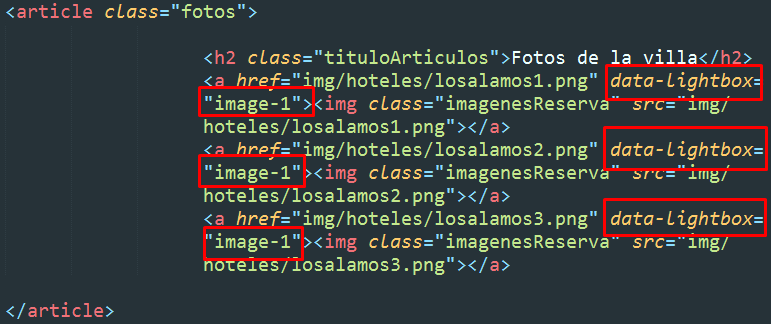 <article class="fotos">
<h2 class="tituloArticulos">Fotos de la villa</h2>
<a href="img/hoteles/losalamos1.png" data-lightbox=
"image-1"><img class="imagenesReserva" src="img/
hoteles/losalamos1.png"></a>
<a href="img/hoteles/losalamos2.png" data-lightbox=
"image-1"><img class="imagenesReserva" src="img/
hoteles/losalamos2.png"></a>
<a href="img/hoteles/losalamos3.png" data-lightbox=
"image-1"><img class="imagenesReserva" src="img/
hoteles/losalamos3.png"></a>
</article>